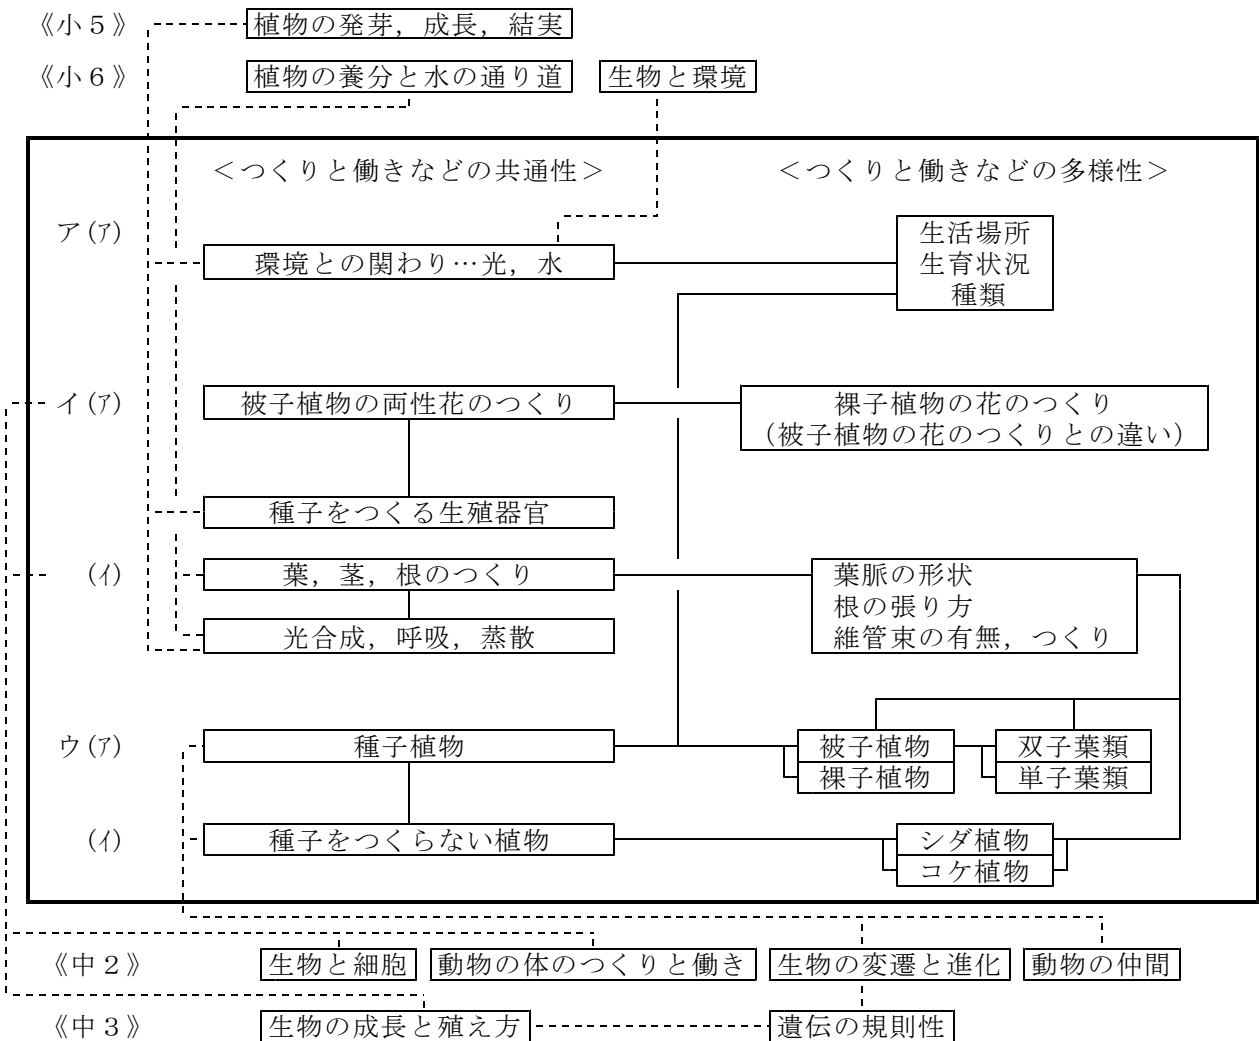 《小５》
植物の発芽，成長，結実
《小６》
植物の養分と水の通り道
生物と環境
＜つくりと働きなどの共通性＞
＜つくりと働きなどの多様性＞
ア(ｱ)
環境との関わり…光，水
生活場所
生育状況
種類
イ(ｱ)
被子植物の両性花のつくり
裸子植物の花のつくり
（被子植物の花のつくりとの違い）
種子をつくる生殖器官
(ｲ)
葉，茎，根のつくり
光合成，呼吸，蒸散
葉脈の形状
根の張り方
維管束の有無，つくり
ウ(ｱ)
種子植物
被子植物
裸子植物
双子葉類
単子葉類
(ｲ)
種子をつくらない植物
シダ植物
コケ植物
《中２》
生物と細胞
動物の体のつくりと働き
生物の変遷と進化
動物の仲間
《中３》
生物の成長と殖え方
遺伝の規則性